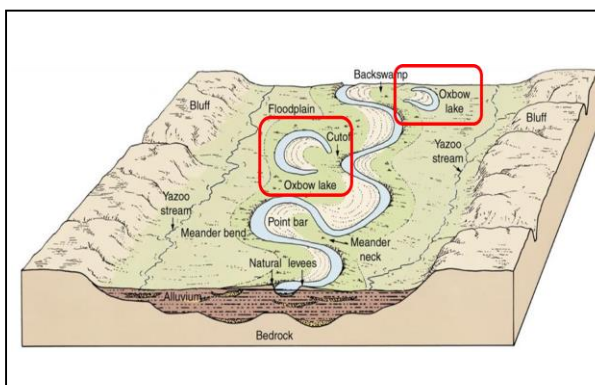 Backswamp
Oxbow
lake
Bluff
Floodplain
Bluff
Cutof
Yazoo
stream
Oxbow lake
Yazoo
stream
Point bar
Meander bend
Meander
neck
Natural levees
Alluvium
Bedrock